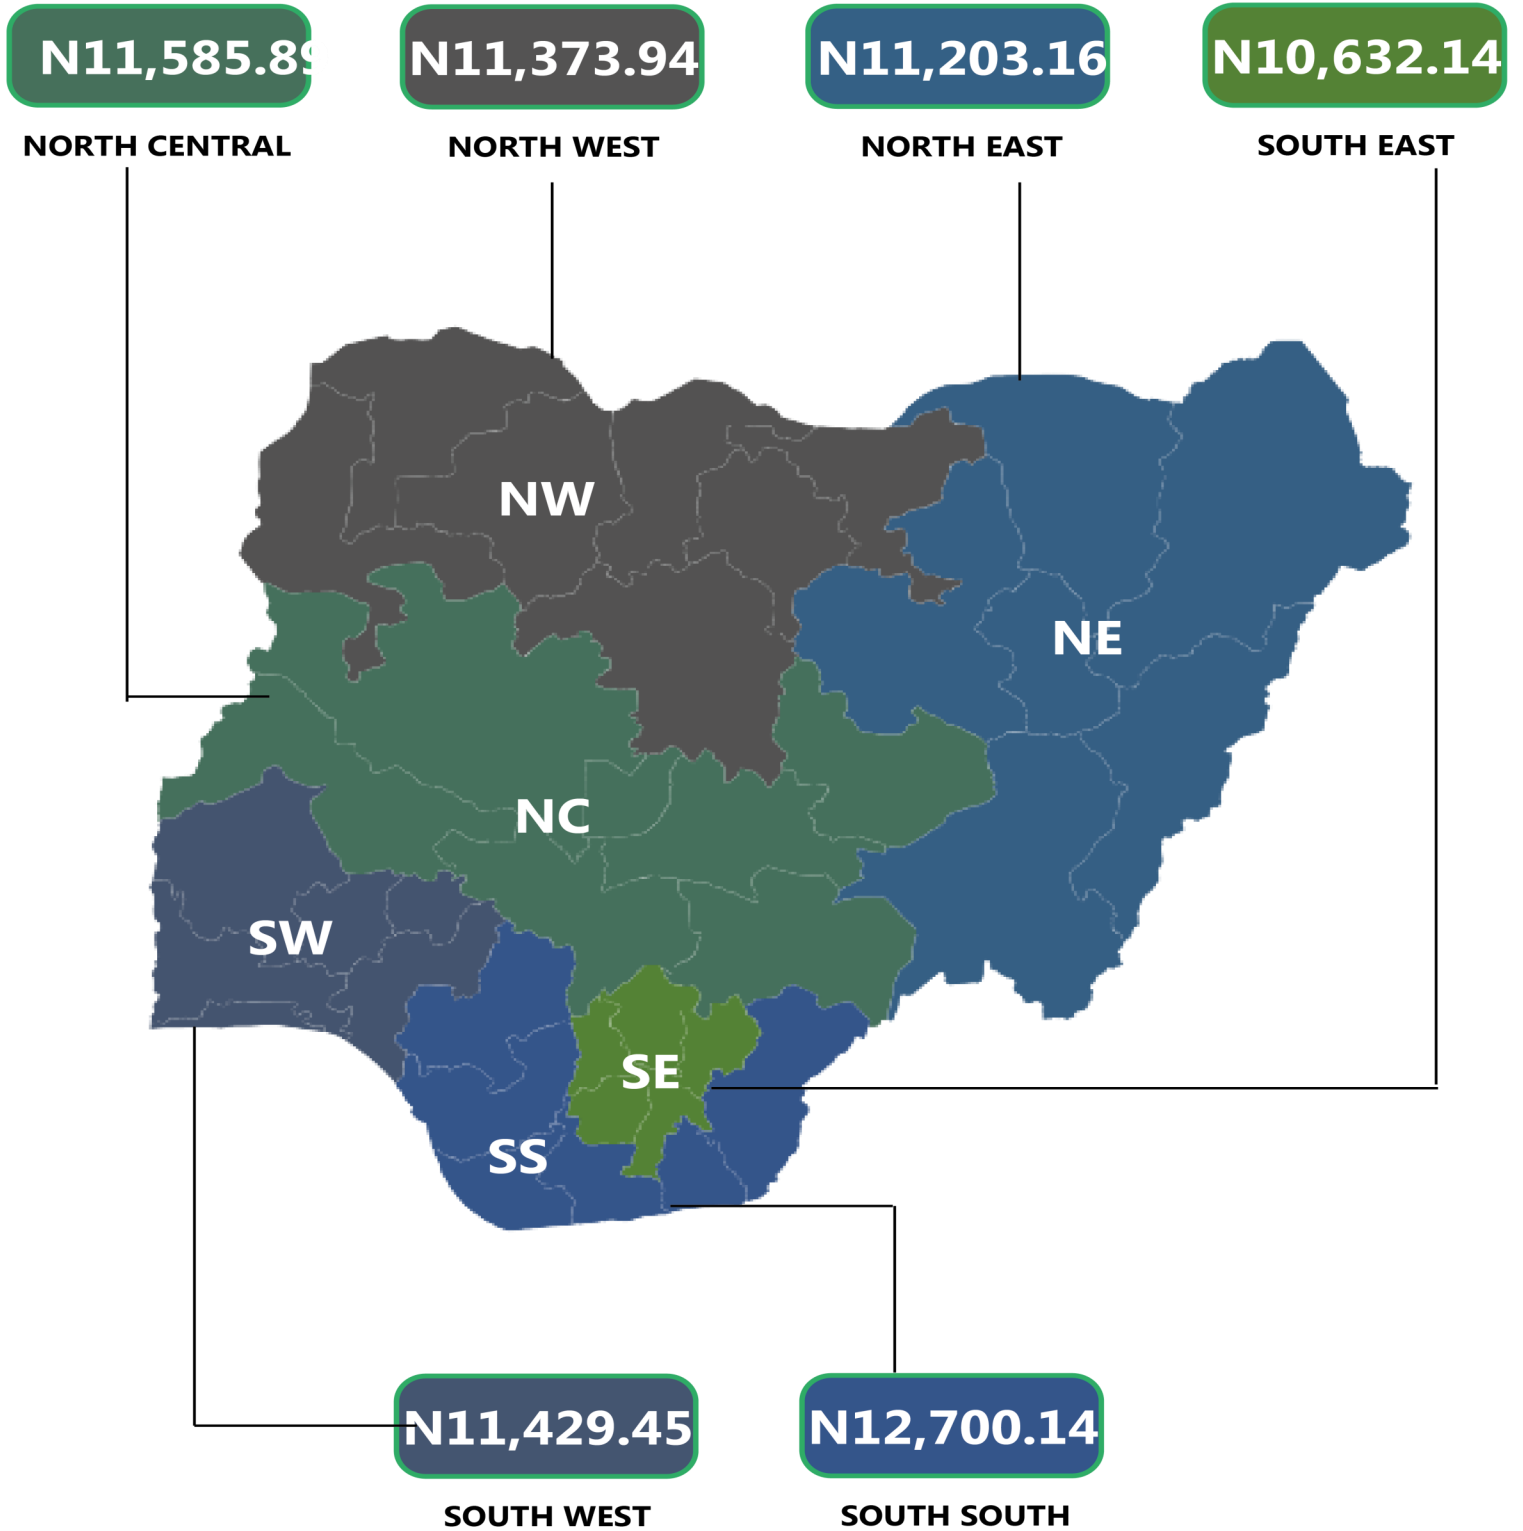 N11,585.89
N11,373.94
N11,203.16
N10,632.14
NORTH CENTRAL
NORTH WEST
NORTH EAST
SOUTH EAST
NW
NE
NC
SW
SE
SS
N11,429.45
N12,700.14
SOUTH WEST
SOUTH SOUTH